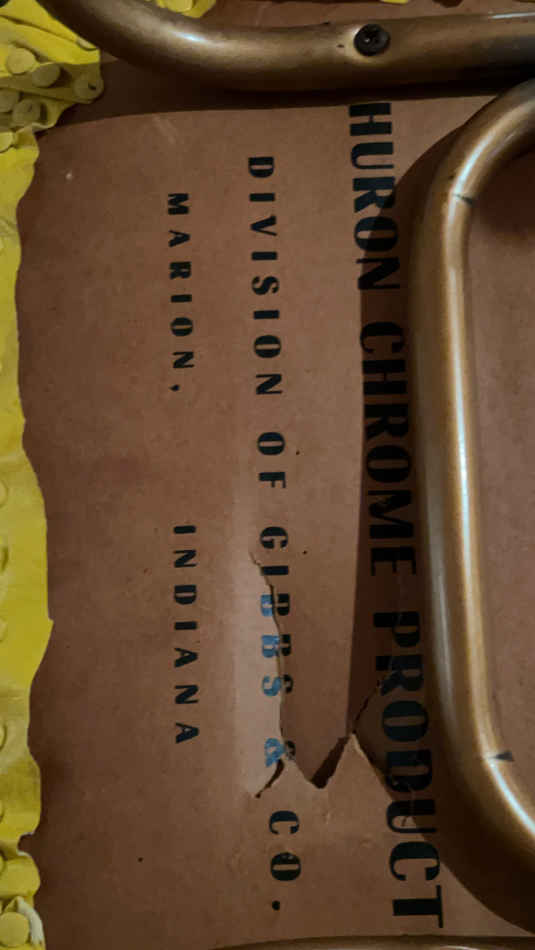 HURON CHROME PRODUCT
DIVISION OF GIBBS & CO.
MARION, INDIANA